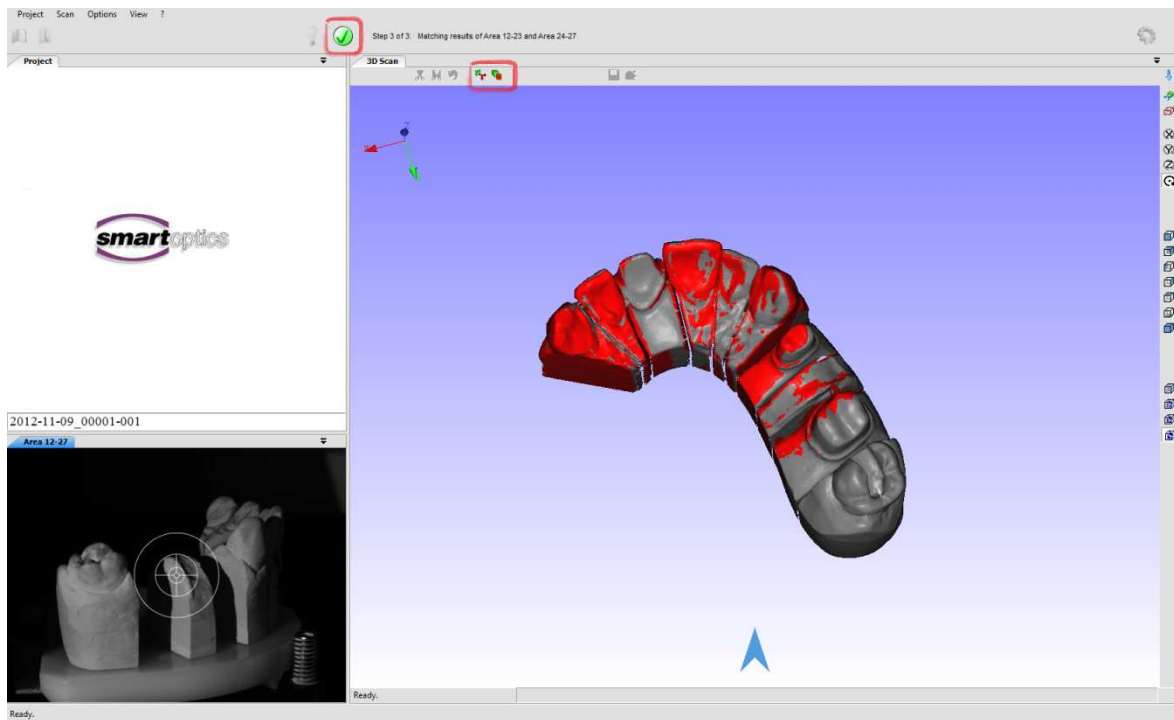 Project Scan Options View ?
Step 3 of 3: Matching results of Area 12-23 and Area 24-27
Project
3D Scan
Z
X
Y
Z
smartoptics
2012-11-09_00001-001
Area 12-27
Ready.
Ready.